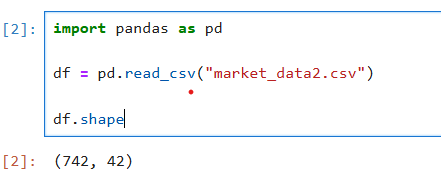 [2]: import pandas as pd
df = pd.read_csv("market_data2.csv")
df.shape
[2]: (742, 42)